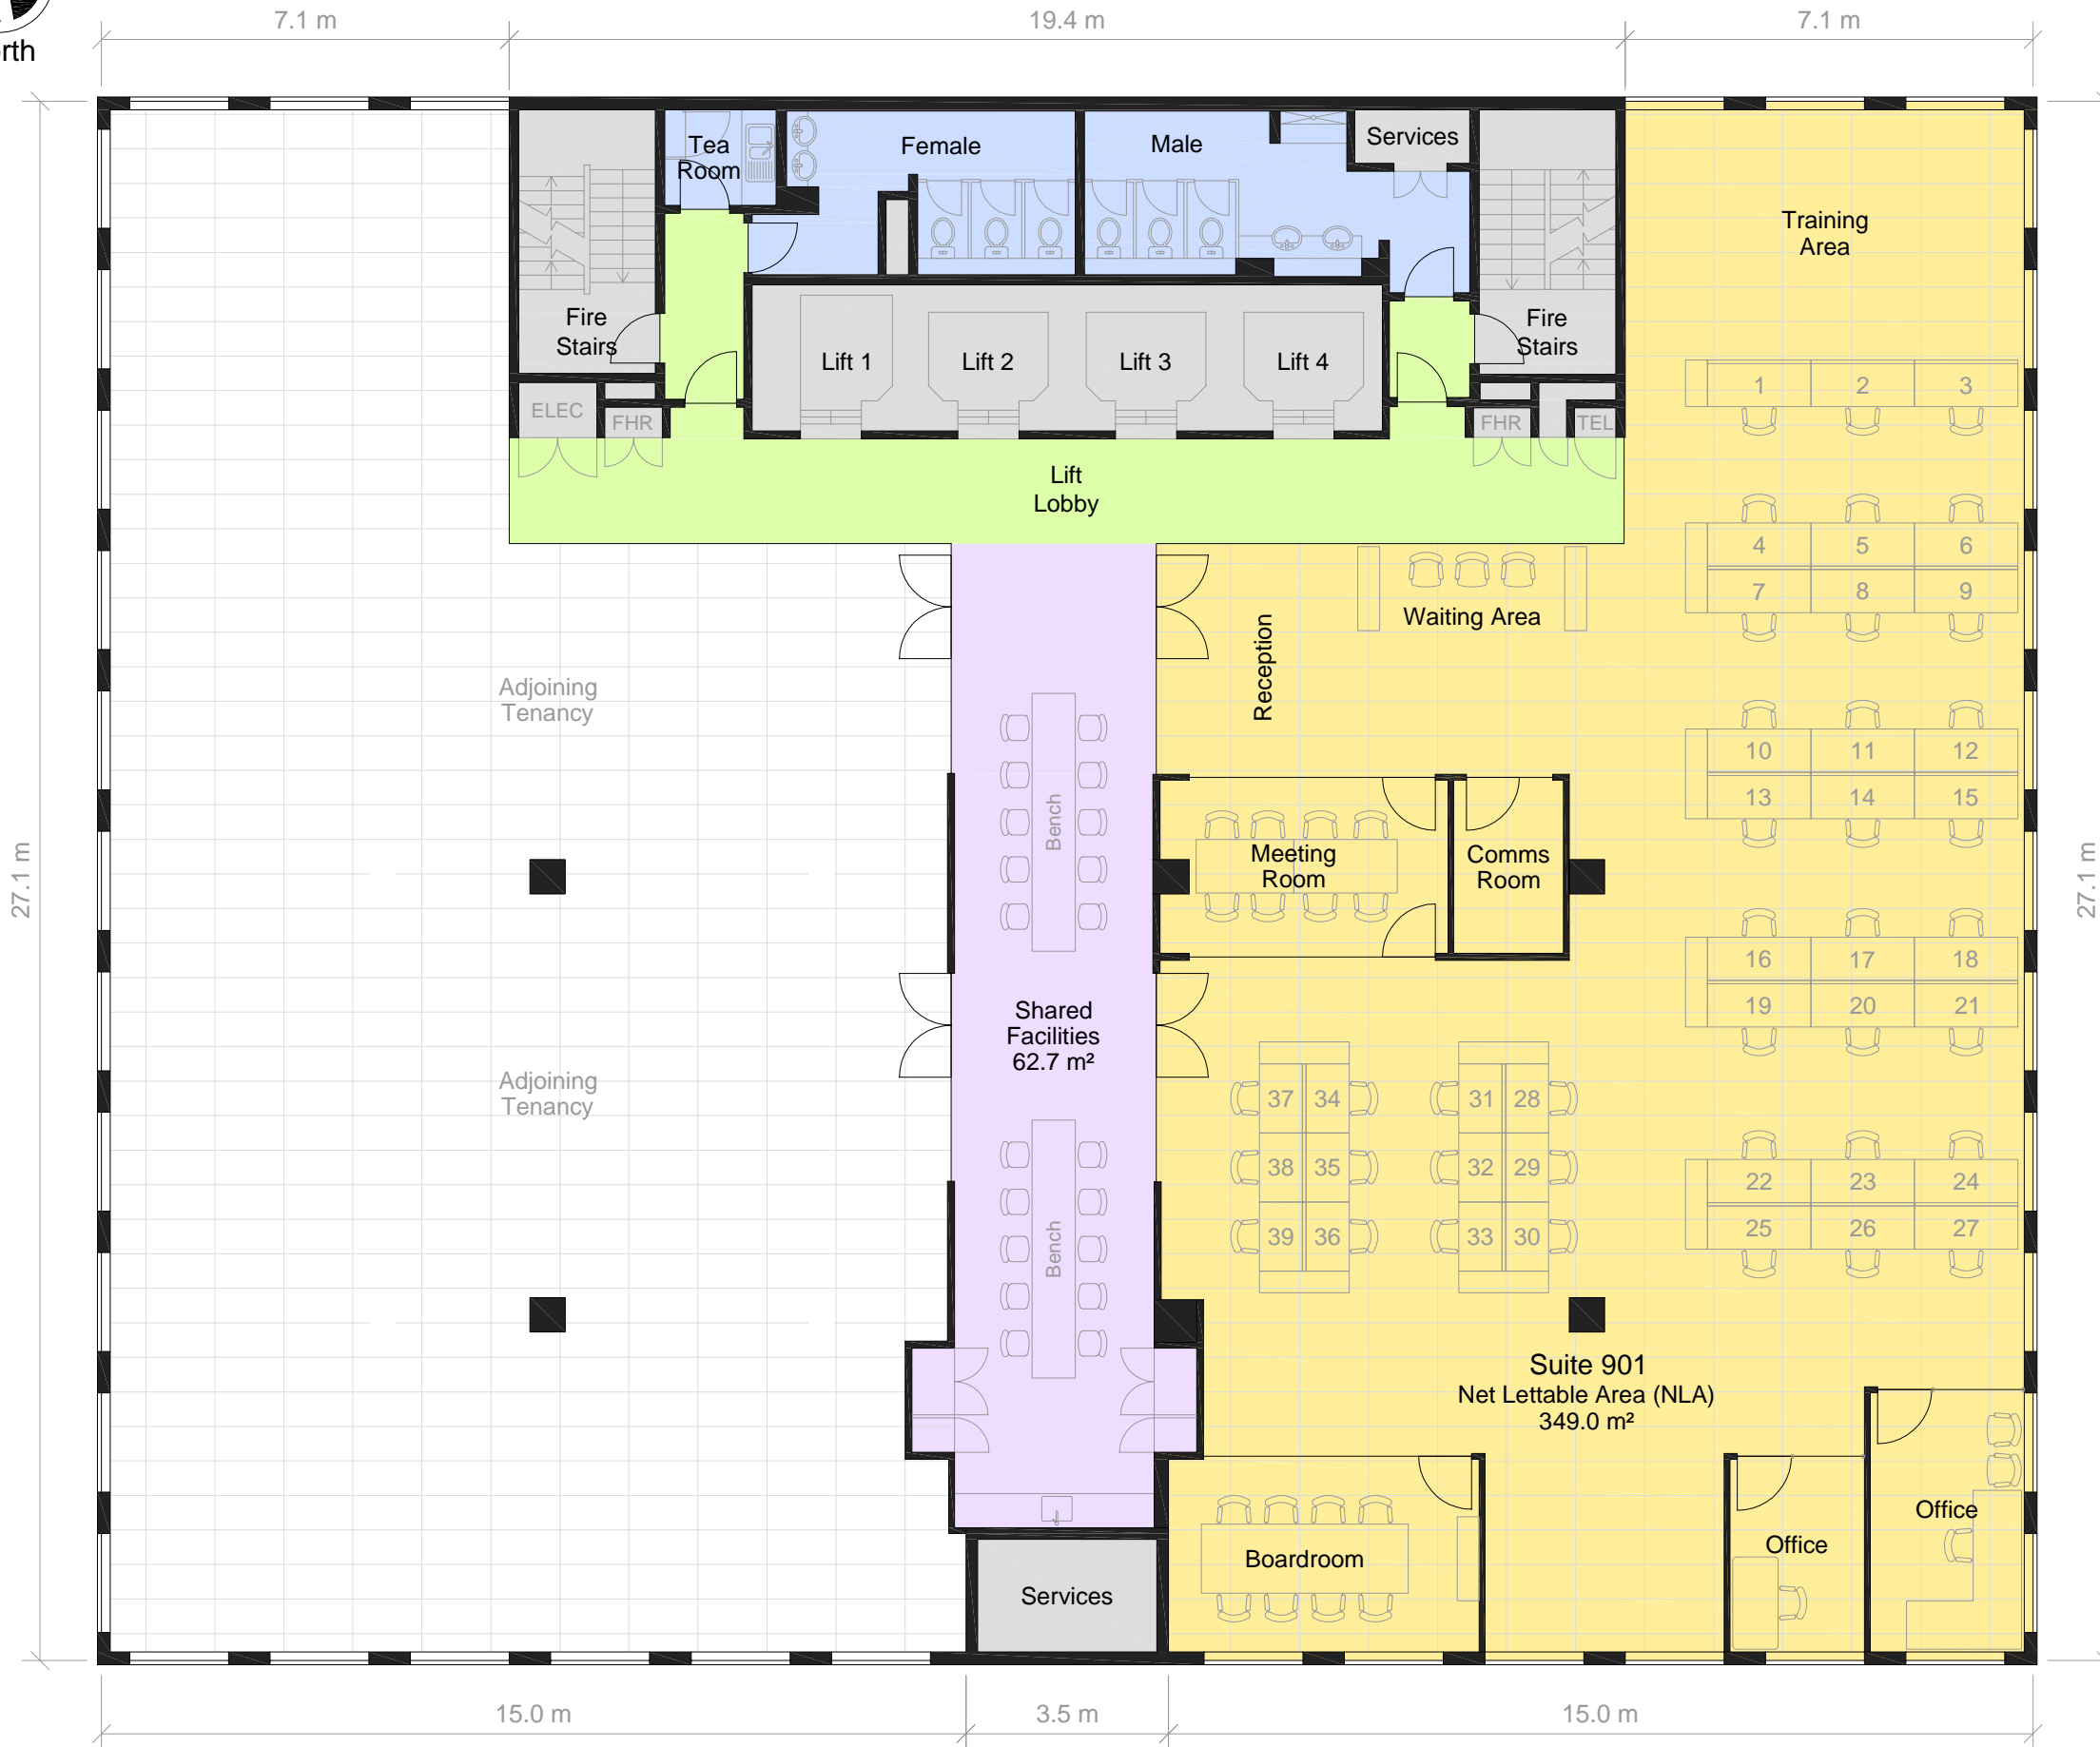 7.1 m
19.4 m
7.1 m
rth
Tea
Room
Female
Male
Services
Training
Area
Fire
Stairs
Lift 1
Lift 2
Lift 3
Lift 4
Fire
Stairs
ELEC
FHR
FHR
TEL
Lift
Lobby
1
2
3
4
5
6
7
8
9
Waiting Area
Reception
Adjoining
Tenancy
10
11
12
13
14
15
Bench
Meeting
Room
Comms
Room
27.1 m
27.1 m
16
17
18
19
20
21
Shared
Facilities
62.7 m²
Adjoining
Tenancy
37
34
31
28
38
35
32
29
39
36
33
30
22
23
24
25
26
27
Bench
Suite 901
Net Lettable Area (NLA)
349.0 m²
Office
Office
Boardroom
Services
15.0 m
3.5 m
15.0 m